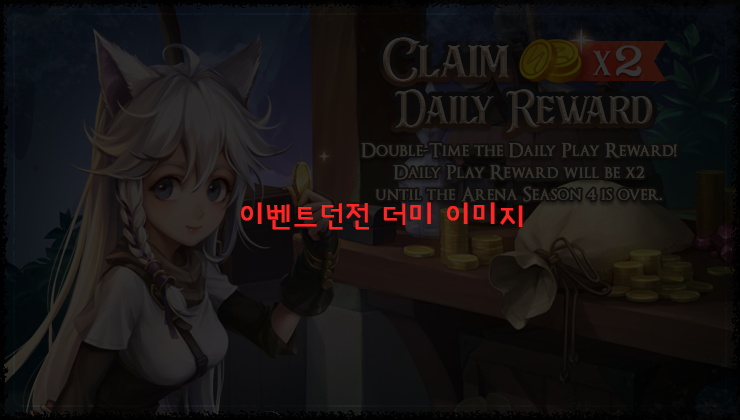 CLAIM x2
DAILY REWARD
DOUBLE-TIME THE DAILY PLAY REWARD!
DAILY PLAY REWARD WILL BE X2
UNTIL THE ARENA SEASON 4 IS OVER.
이벤트던전 더미 이미지